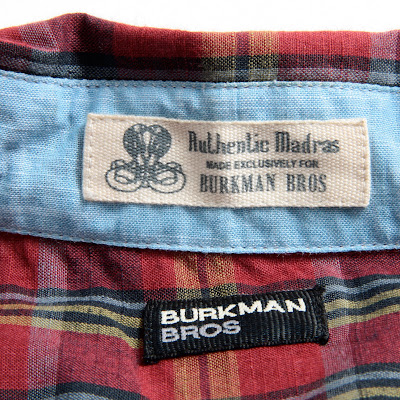 Authentic Madras
MADE EXCLUSIVELY FOR
BURKMAN BROS
BURKMAN
BROS